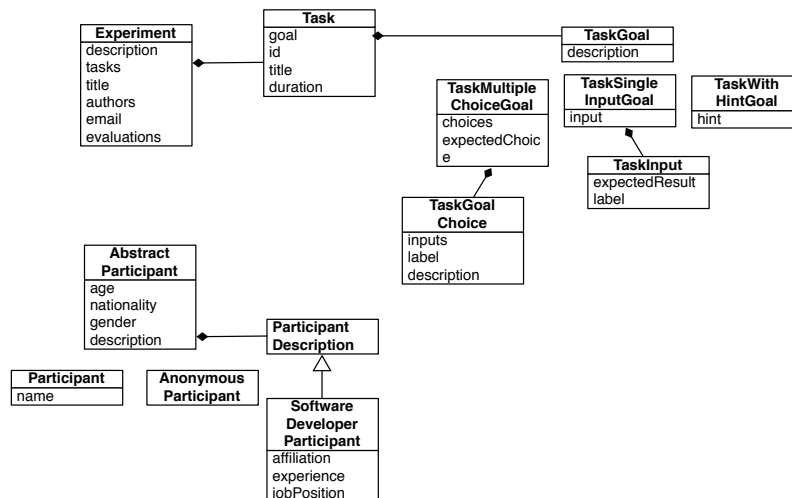 Experiment
description
tasks
title
authors
email
evaluations
Task
goal
id
title
duration
TaskGoal
description
TaskMultiple
ChoiceGoal
choices
expectedChoic
e
TaskSingle
InputGoal
input
TaskWith
HintGoal
hint
TaskInput
expectedResult
label
TaskGoal
Choice
inputs
label
description
Abstract
Participant
age
nationality
gender
description
Participant
Description
Participant
name
Anonymous
Participant
Software
Developer
Participant
affiliation
experience
jobPosition